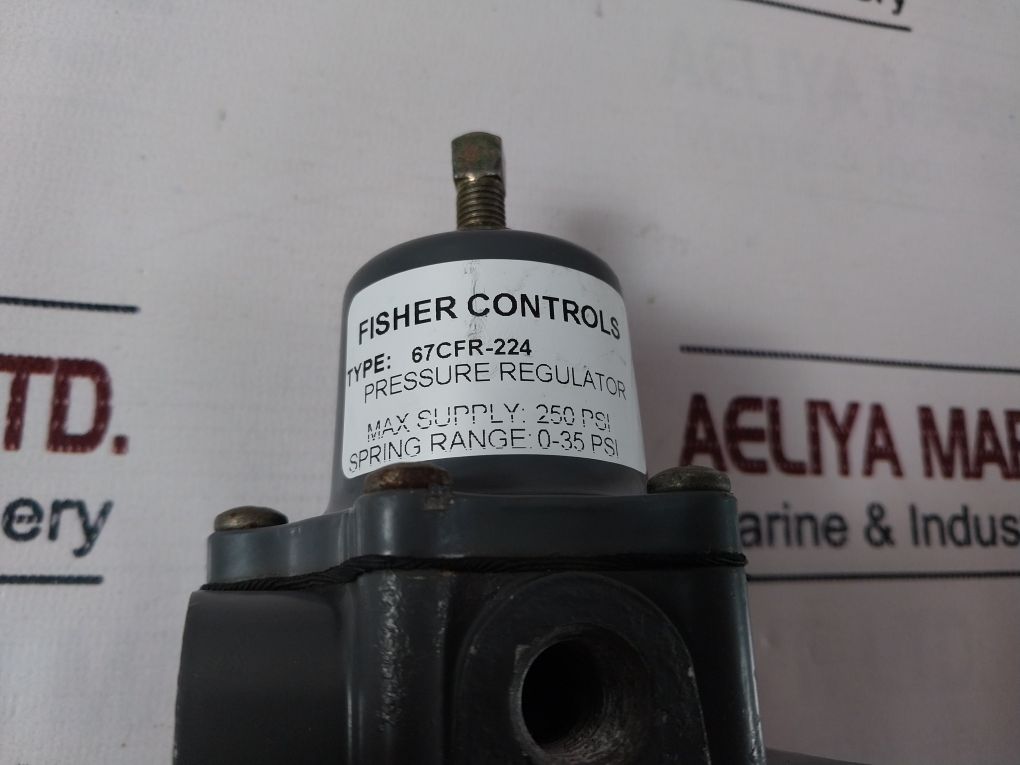 FISHER CONTROLS
TYPE: 67CFR-224
PRESSURE REGULATOR
MAX SUPPLY: 250 PSI
SPRING RANGE: 0-35 PSI
TD.
ery
AELIYA MAR
arine & Indus